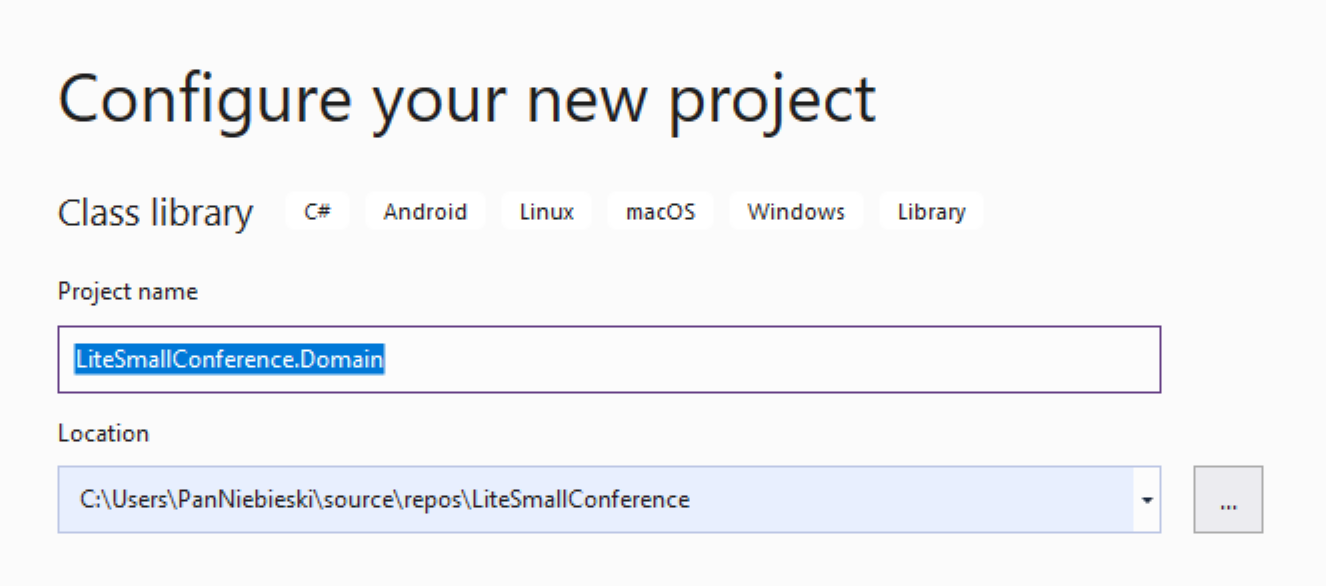 Configure your new project
Class library C# Android Linux macOS Windows Library
Project name
LiteSmallConference.Domain
Location
C:\Users\PanNiebieski\source\repos\LiteSmallConference ...